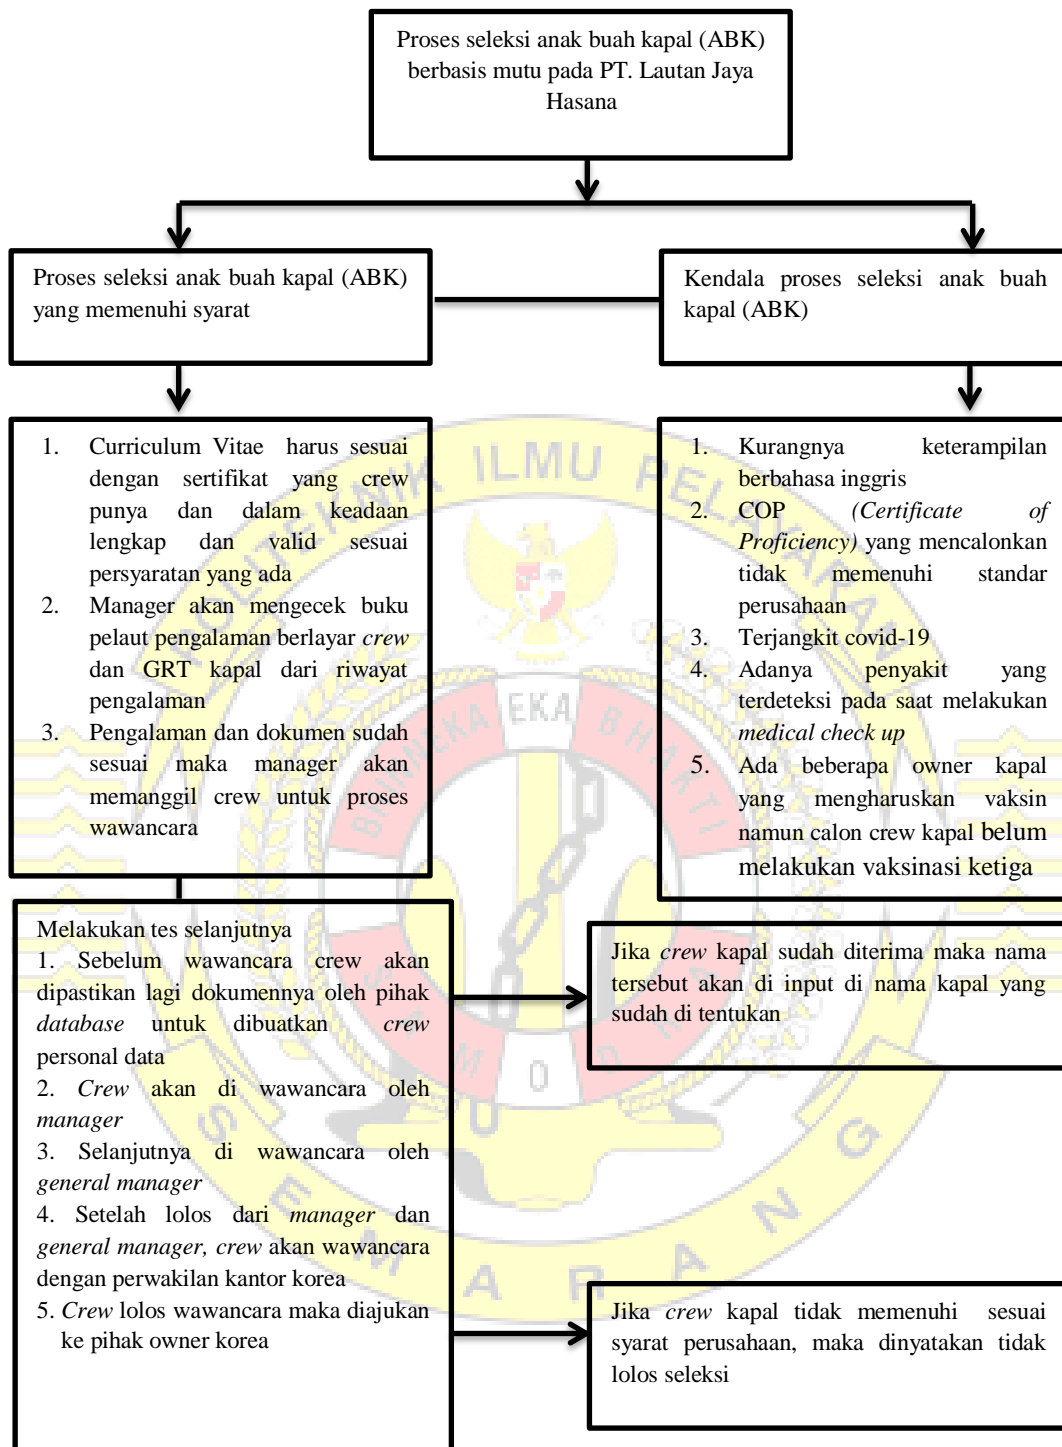 Proses seleksi anak buah kapal (ABK)
berbasis mutu pada PT. Lautan Jaya
Hasana
Proses seleksi anak buah kapal (ABK)
yang memenuhi syarat
Kendala proses seleksi anak buah
kapal (ABK)
1. Curriculum Vitae harus sesuai
dengan sertifikat yang crew
punya dan dalam keadaan
lengkap dan valid sesuai
persyaratan yang ada
2. Manager akan mengecek buku
pelaut pengalaman berlayar crew
dan GRT kapal dari riwayat
pengalaman
3. Pengalaman dan dokumen sudah
sesuai maka manager akan
memanggil crew untuk proses
wawancara
1. Kurangnya keterampilan
berbahasa inggris
2. COP (Certificate of
Proficiency) yang mencalonkan
tidak memenuhi standar
perusahaan
3. Terjangkit covid-19
4. Adanya penyakit yang
terdeteksi pada saat melakukan
medical check up
5. Ada beberapa owner kapal
yang mengharuskan vaksin
namun calon crew kapal belum
melakukan vaksinasi ketiga
Melakukan tes selanjutnya
1. Sebelum wawancara crew akan
dipastikan lagi dokumennya oleh pihak
database untuk dibuatkan crew
personal data
2. Crew akan di wawancara oleh
manager
3. Selanjutnya di wawancara oleh
general manager
4. Setelah lolos dari manager dan
general manager, crew akan wawancara
dengan perwakilan kantor korea
5. Crew lolos wawancara maka diajukan
ke pihak owner korea
Jika crew kapal sudah diterima maka nama
tersebut akan di input di nama kapal yang
sudah di tentukan
Jika crew kapal tidak memenuhi sesuai
syarat perusahaan, maka dinyatakan tidak
lolos seleksi
POLITEKNIK ILMU PELAYARAN
BHINNEKA EKA BHAKTI
SAMODRA
SEMARANG